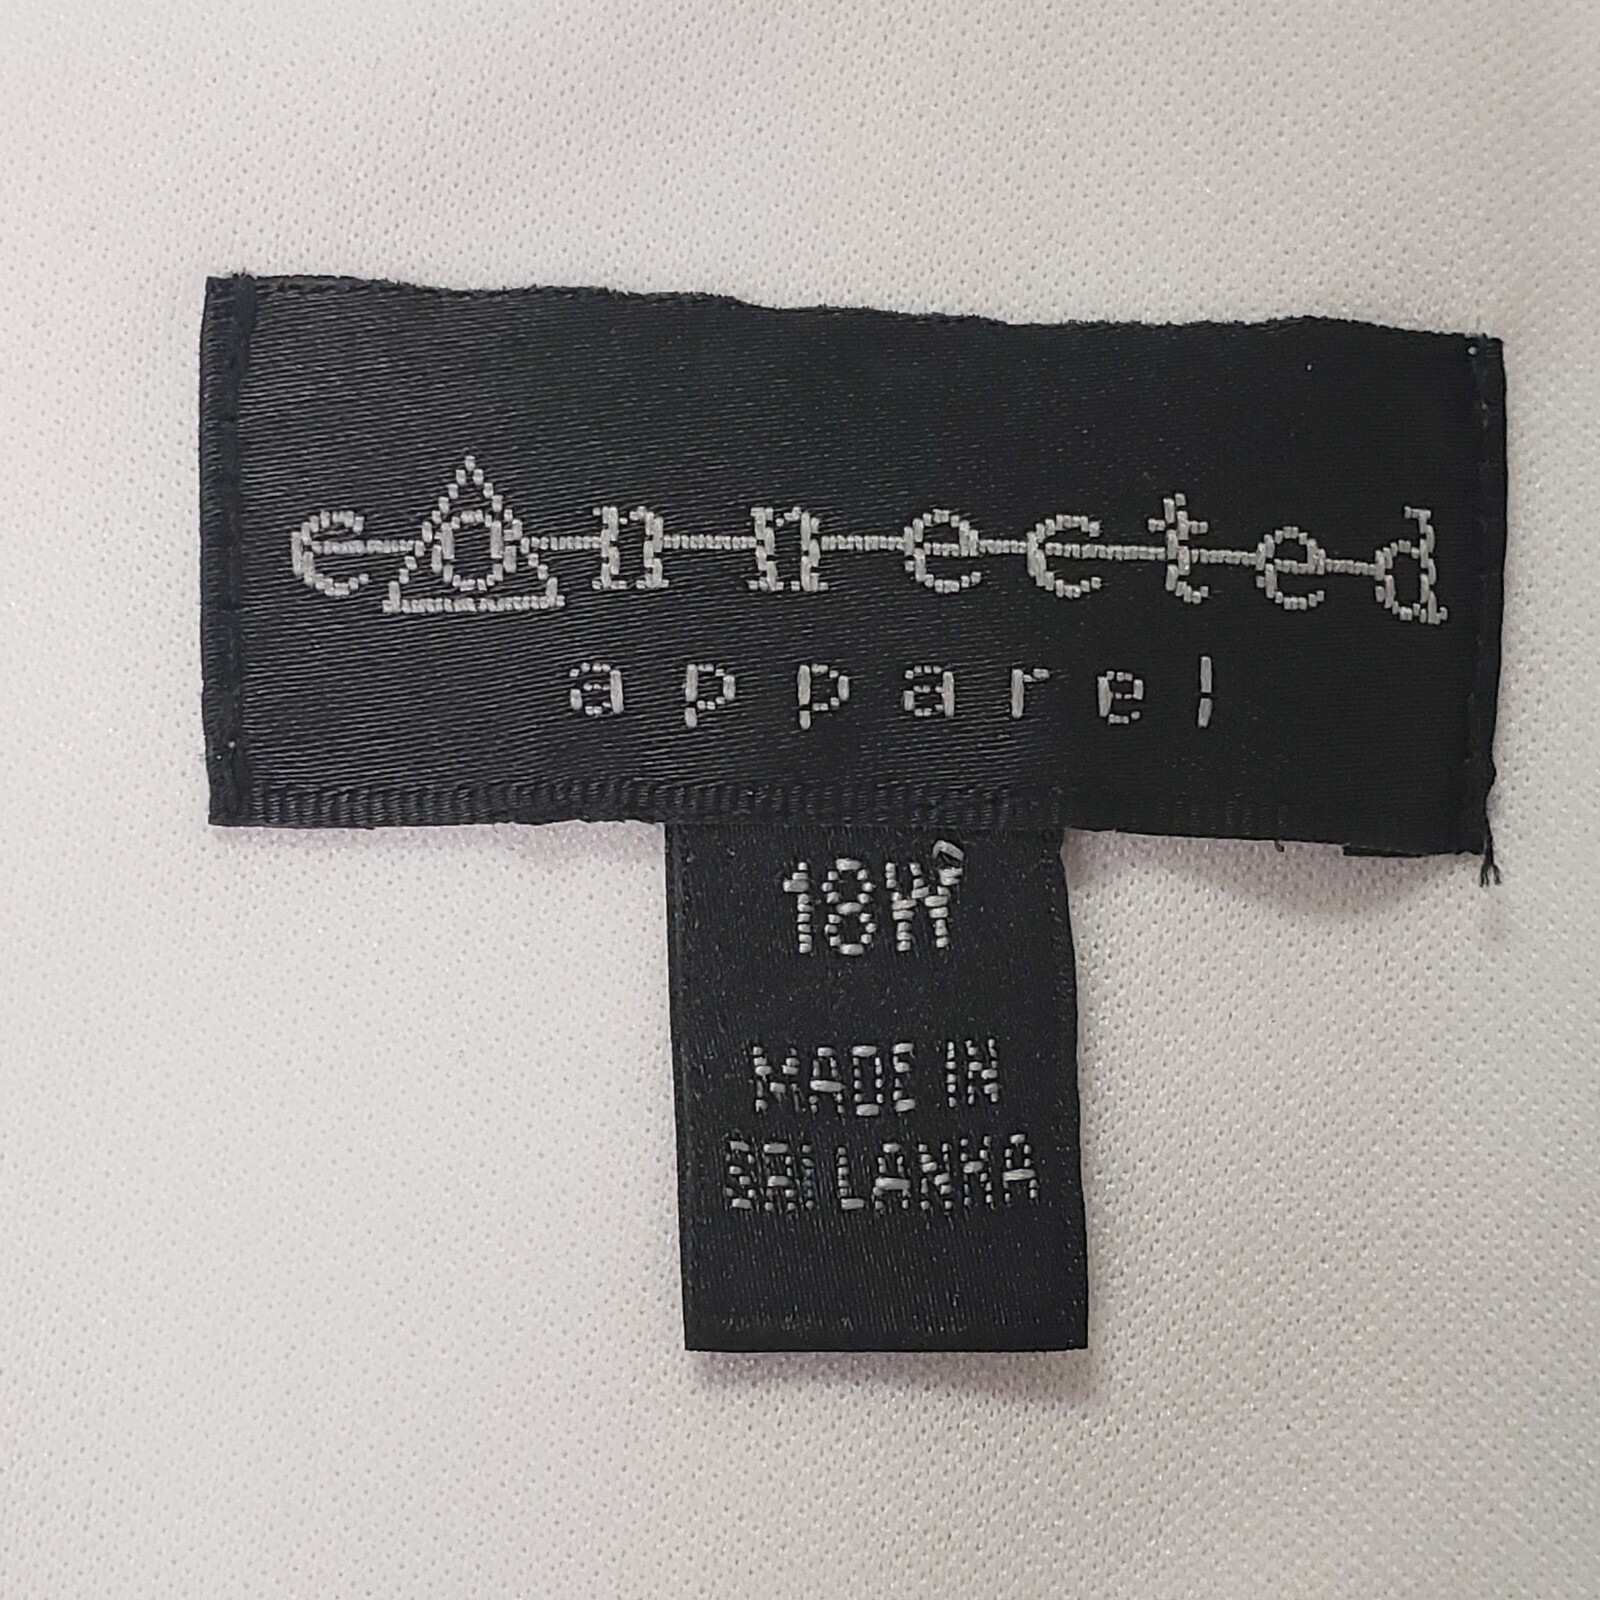 connected
apparel
18W
MADE IN
SRI LANKA